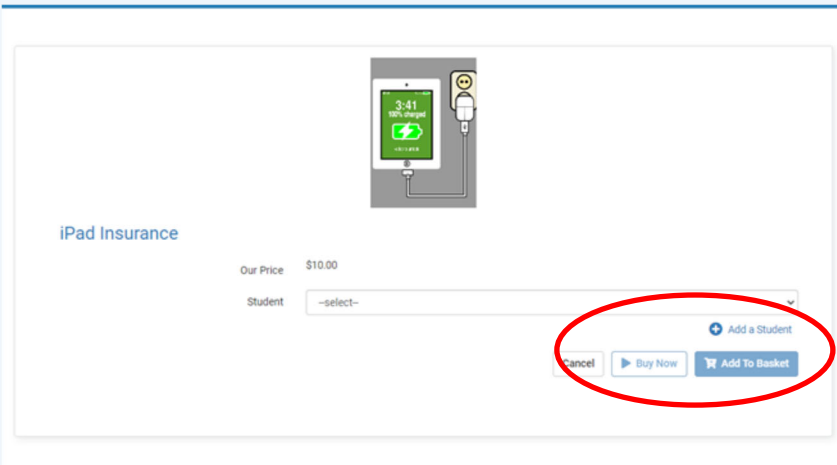 3:41
100% charged
iPad Insurance
Our Price $10.00
Student --select--
Add a Student
Cancel Buy Now Add To Basket